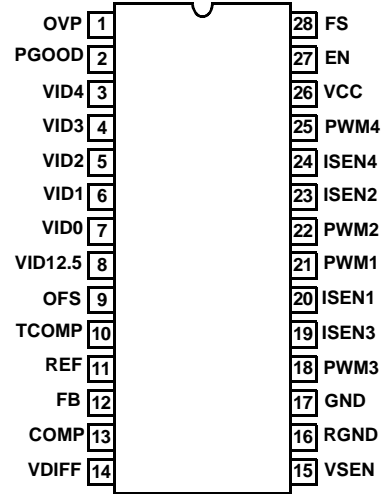 OVP 1 28 FS
PGOOD 2 27 EN
VID4 3 26 VCC
VID3 4 25 PWM4
VID2 5 24 ISEN4
VID1 6 23 ISEN2
VID0 7 22 PWM2
VID12.5 8 21 PWM1
OFS 9 20 ISEN1
TCOMP 10 19 ISEN3
REF 11 18 PWM3
FB 12 17 GND
COMP 13 16 RGND
VDIFF 14 15 VSEN